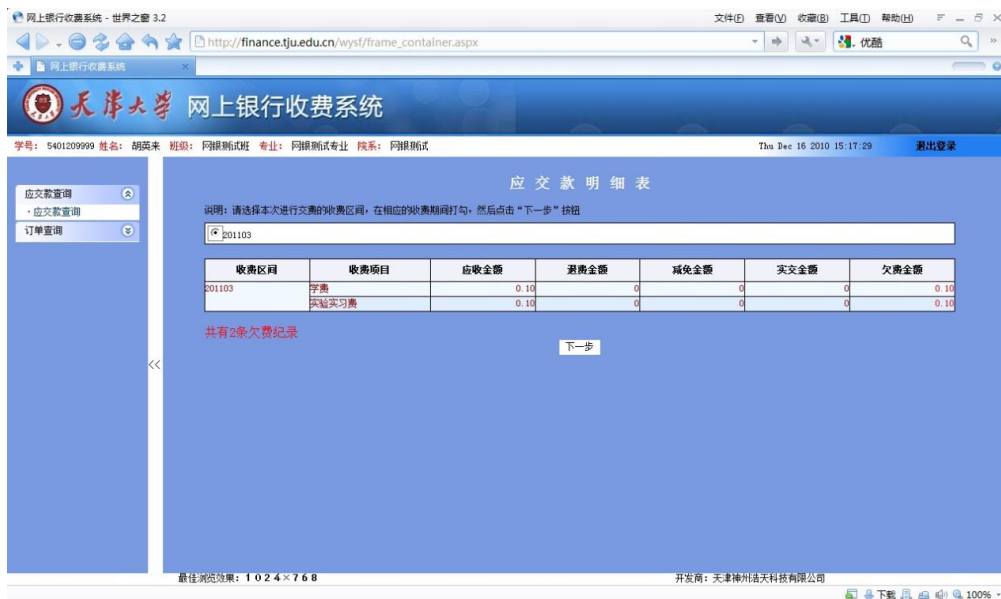 网上银行收费系统 - 世界之窗 3.2 文件(F) 查看(V) 收藏(B) 工具(T) 帮助(H)
http://finance.tju.edu.cn/wysf/frame_container.aspx 优酷
网上银行收费系统
天津大学 网上银行收费系统
学号: 5401209999 姓名: 胡英来 班级: 网银测试班 专业: 网银测试专业 院系: 网银测试 Thu Dec 16 2010 15:17:29 退出登录
应交款明细表
应交款查询
·应交款查询
订单查询
说明: 请选择本次进行交费的收费区间, 在相应的收费期间打勾, 然后点击“下一步”按钮
201103
收费区间 收费项目 应收金额 退费金额 减免金额 实交金额 欠费金额
201103 学费 0.10 0 0 0 0.10
实验实习费 0.10 0 0 0 0.10
共有2条欠费纪录
下一步
<<
最佳浏览效果: 1024×768 开发商: 天津神州浩天科技有限公司
下载 100%